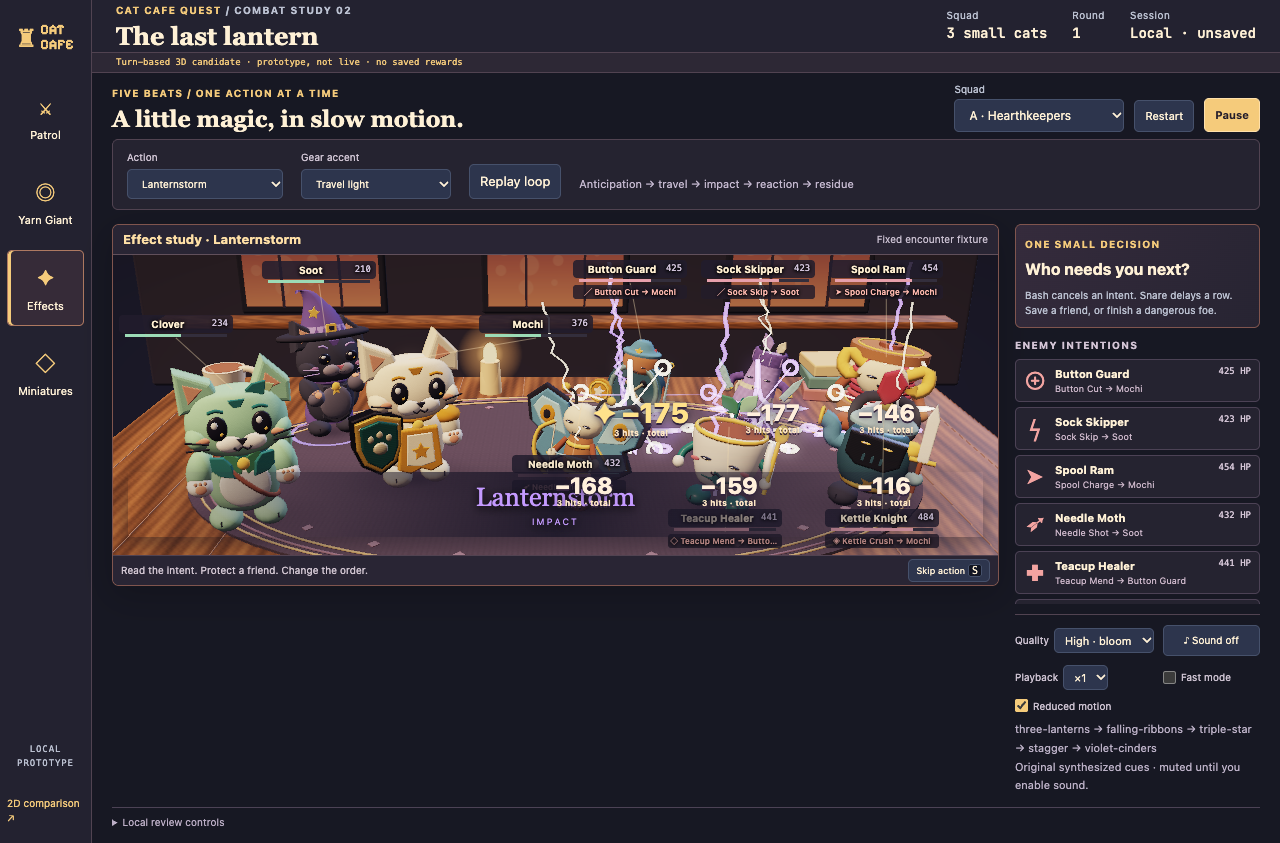 CAT CAFE
CAT CAFE QUEST / COMBAT STUDY 02
The last lantern
Squad
3 small cats
Round
1
Session
Local · unsaved
Turn-based 3D candidate · prototype, not live · no saved rewards
Patrol
Yarn Giant
Effects
Miniatures
LOCAL
PROTOTYPE
2D comparison
↗
FIVE BEATS / ONE ACTION AT A TIME
A little magic, in slow motion.
Squad
A · Hearthkeepers
Restart
Pause
Action
Lanternstorm
Gear accent
Travel light
Replay loop
Anticipation → travel → impact → reaction → residue
Effect study · Lanternstorm
Fixed encounter fixture
Soot 210
Button Guard 425
Button Cut → Mochi
Sock Skipper 423
Sock Skip → Soot
Spool Ram 454
Spool Charge → Mochi
Clover 234
Mochi 376
−175
3 hits · total
−177
3 hits · total
−146
3 hits · total
Needle Moth 432
−168
3 hits · total
−159
3 hits · total
−116
3 hits · total
Lanternstorm
IMPACT
Teacup Healer 441
Teacup Mend → Butto...
Kettle Knight 484
Kettle Crush → Mochi
Read the intent. Protect a friend. Change the order.
Skip action S
ONE SMALL DECISION
Who needs you next?
Bash cancels an intent. Snare delays a row.
Save a friend, or finish a dangerous foe.
ENEMY INTENTIONS
Button Guard 425 HP
Button Cut → Mochi
Sock Skipper 423 HP
Sock Skip → Soot
Spool Ram 454 HP
Spool Charge → Mochi
Needle Moth 432 HP
Needle Shot → Soot
Teacup Healer 441 HP
Teacup Mend → Button Guard
Quality High · bloom
♪ Sound off
Playback ×1
Fast mode
Reduced motion
three-lanterns → falling-ribbons → triple-star
→ stagger → violet-cinders
Original synthesized cues · muted until you
enable sound.
Local review controls